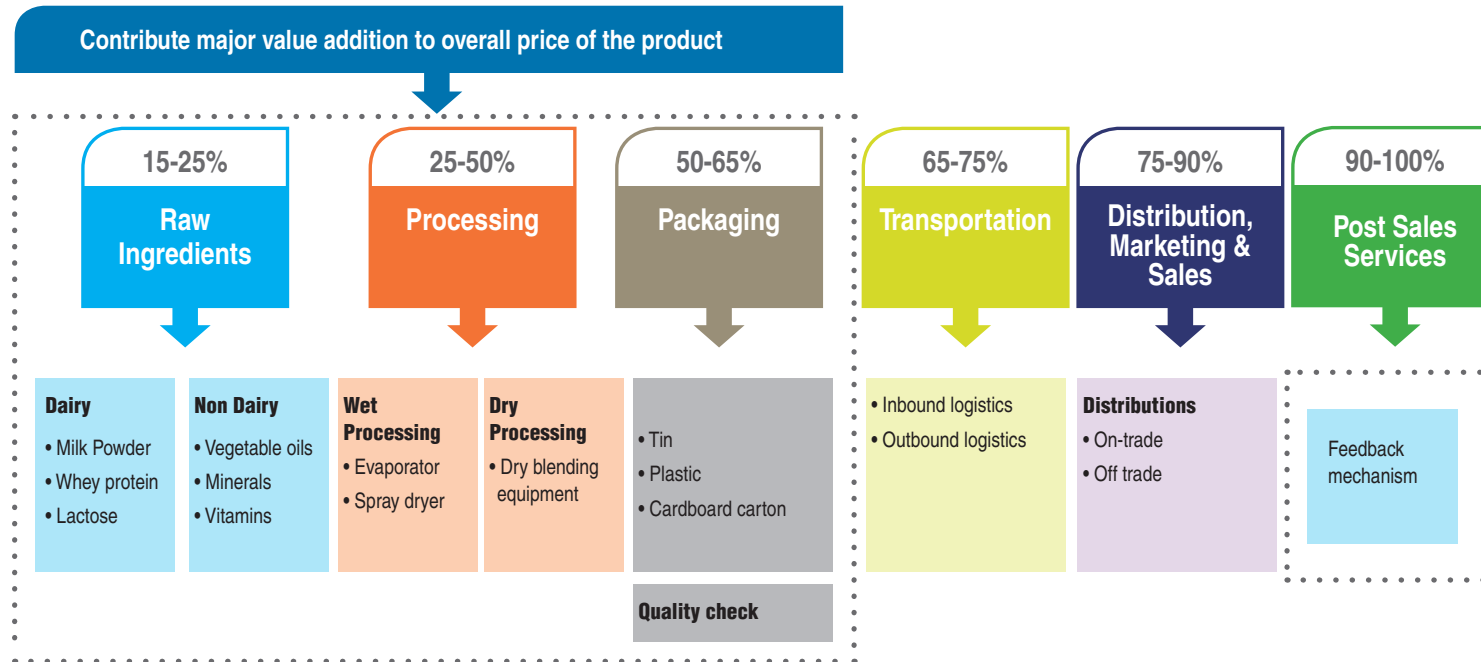 Contribute major value addition to overall price of the product
15-25%
Raw
Ingredients
25-50%
Processing
50-65%
Packaging
65-75%
Transportation
75-90%
Distribution,
Marketing &
Sales
90-100%
Post Sales
Services
Dairy
• Milk Powder
• Whey protein
• Lactose
Non Dairy
• Vegetable oils
• Minerals
• Vitamins
Wet
Processing
• Evaporator
• Spray dryer
Dry
Processing
• Dry blending
equipment
• Tin
• Plastic
• Cardboard carton
Quality check
• Inbound logistics
• Outbound logistics
Distributions
• On-trade
• Off trade
Feedback
mechanism